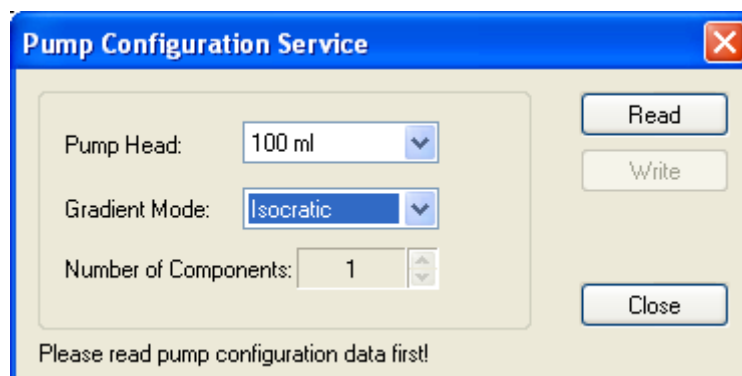 Pump Configuration Service
Pump Head: 100 ml
Read
Write
Gradient Mode: Isocratic
Number of Components: 1
Close
Please read pump configuration data first!